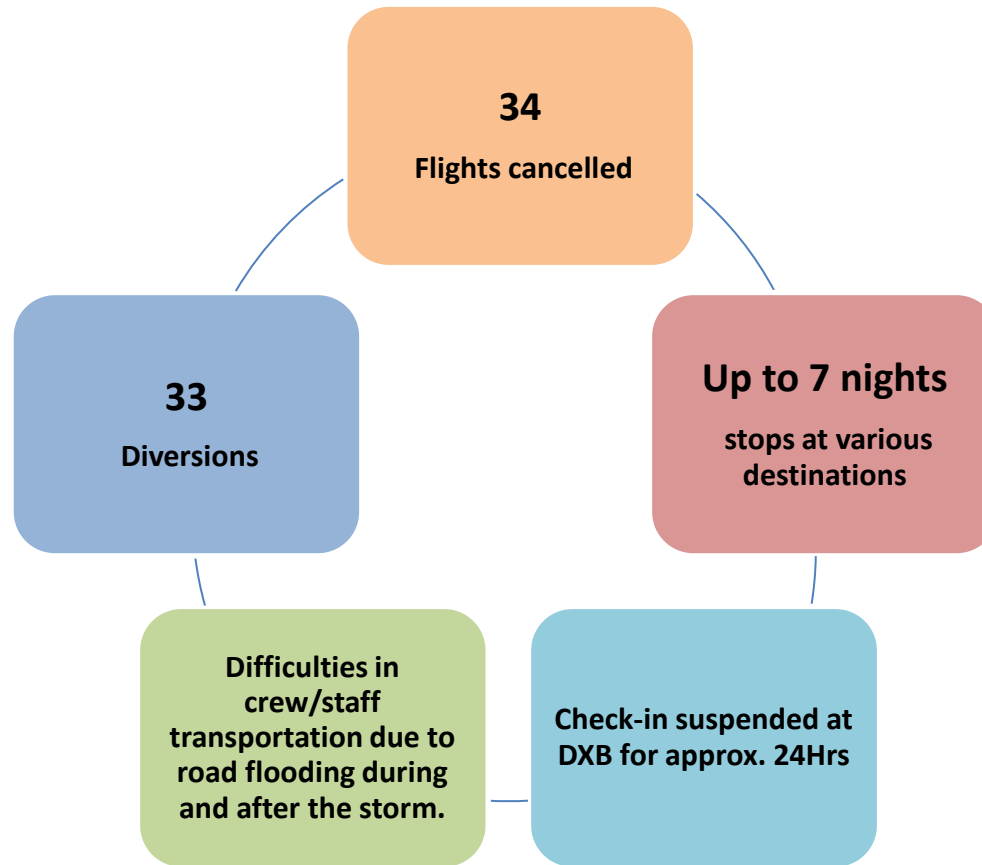 34
Flights cancelled
Up to 7 nights
stops at various
destinations
Check-in suspended at
DXB for approx. 24Hrs
Difficulties in
crew/staff
transportation due to
road flooding during
and after the storm.
33
Diversions